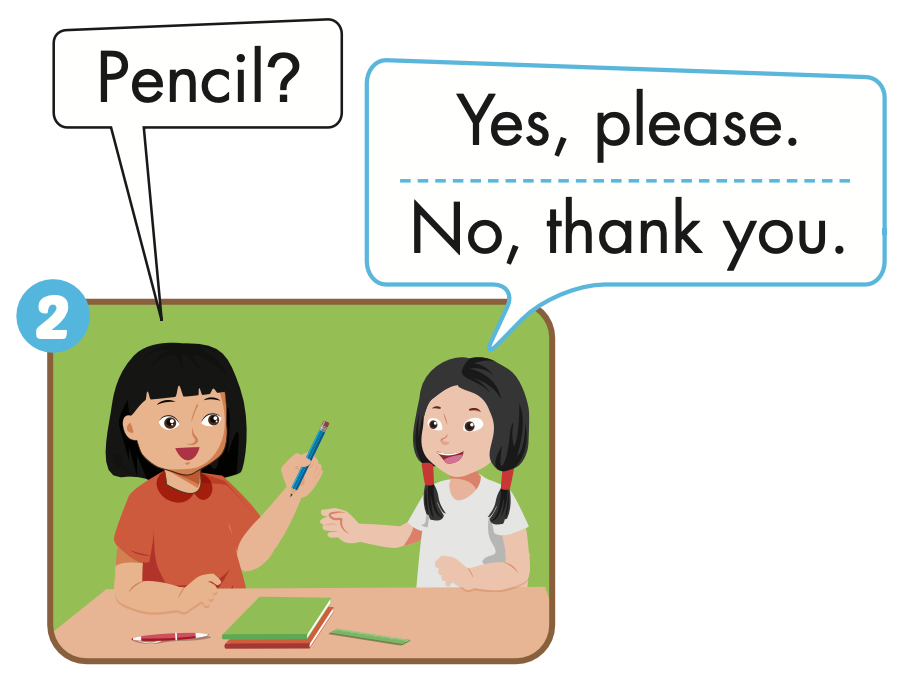 Pencil?
Yes, please.
No, thank you.
2